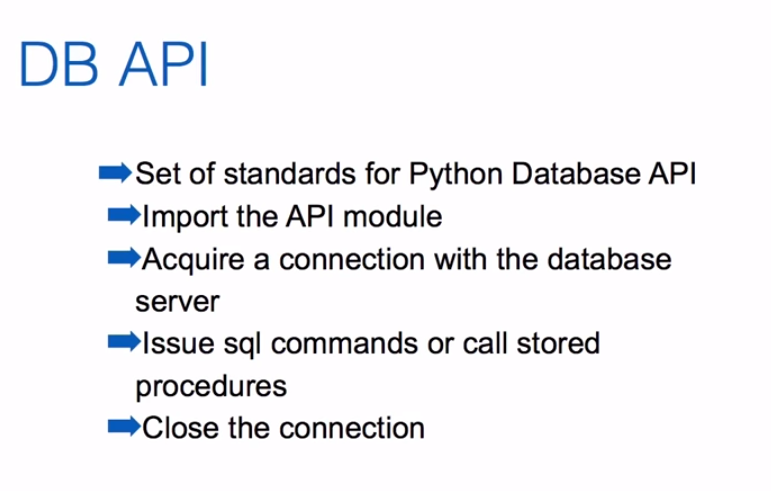 DB API
Set of standards for Python Database API
Import the API module
Acquire a connection with the database
server
Issue sql commands or call stored
procedures
Close the connection